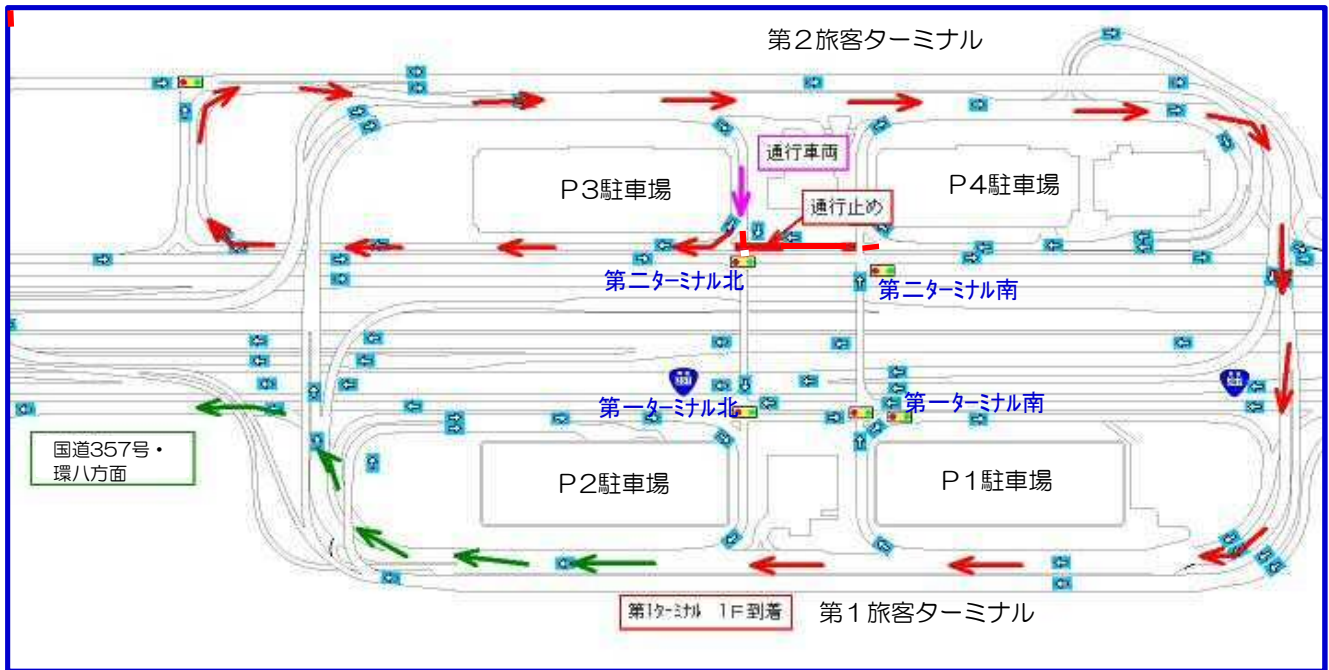 第2旅客ターミナル
通行車両
P3駐車場
P4駐車場
通行止め
第二ターミナル北
第二ターミナル南
第一ターミナル北
第一ターミナル南
国道357号・
環八方面
P2駐車場
P1駐車場
第1ターミナル 1F到着
第1旅客ターミナル